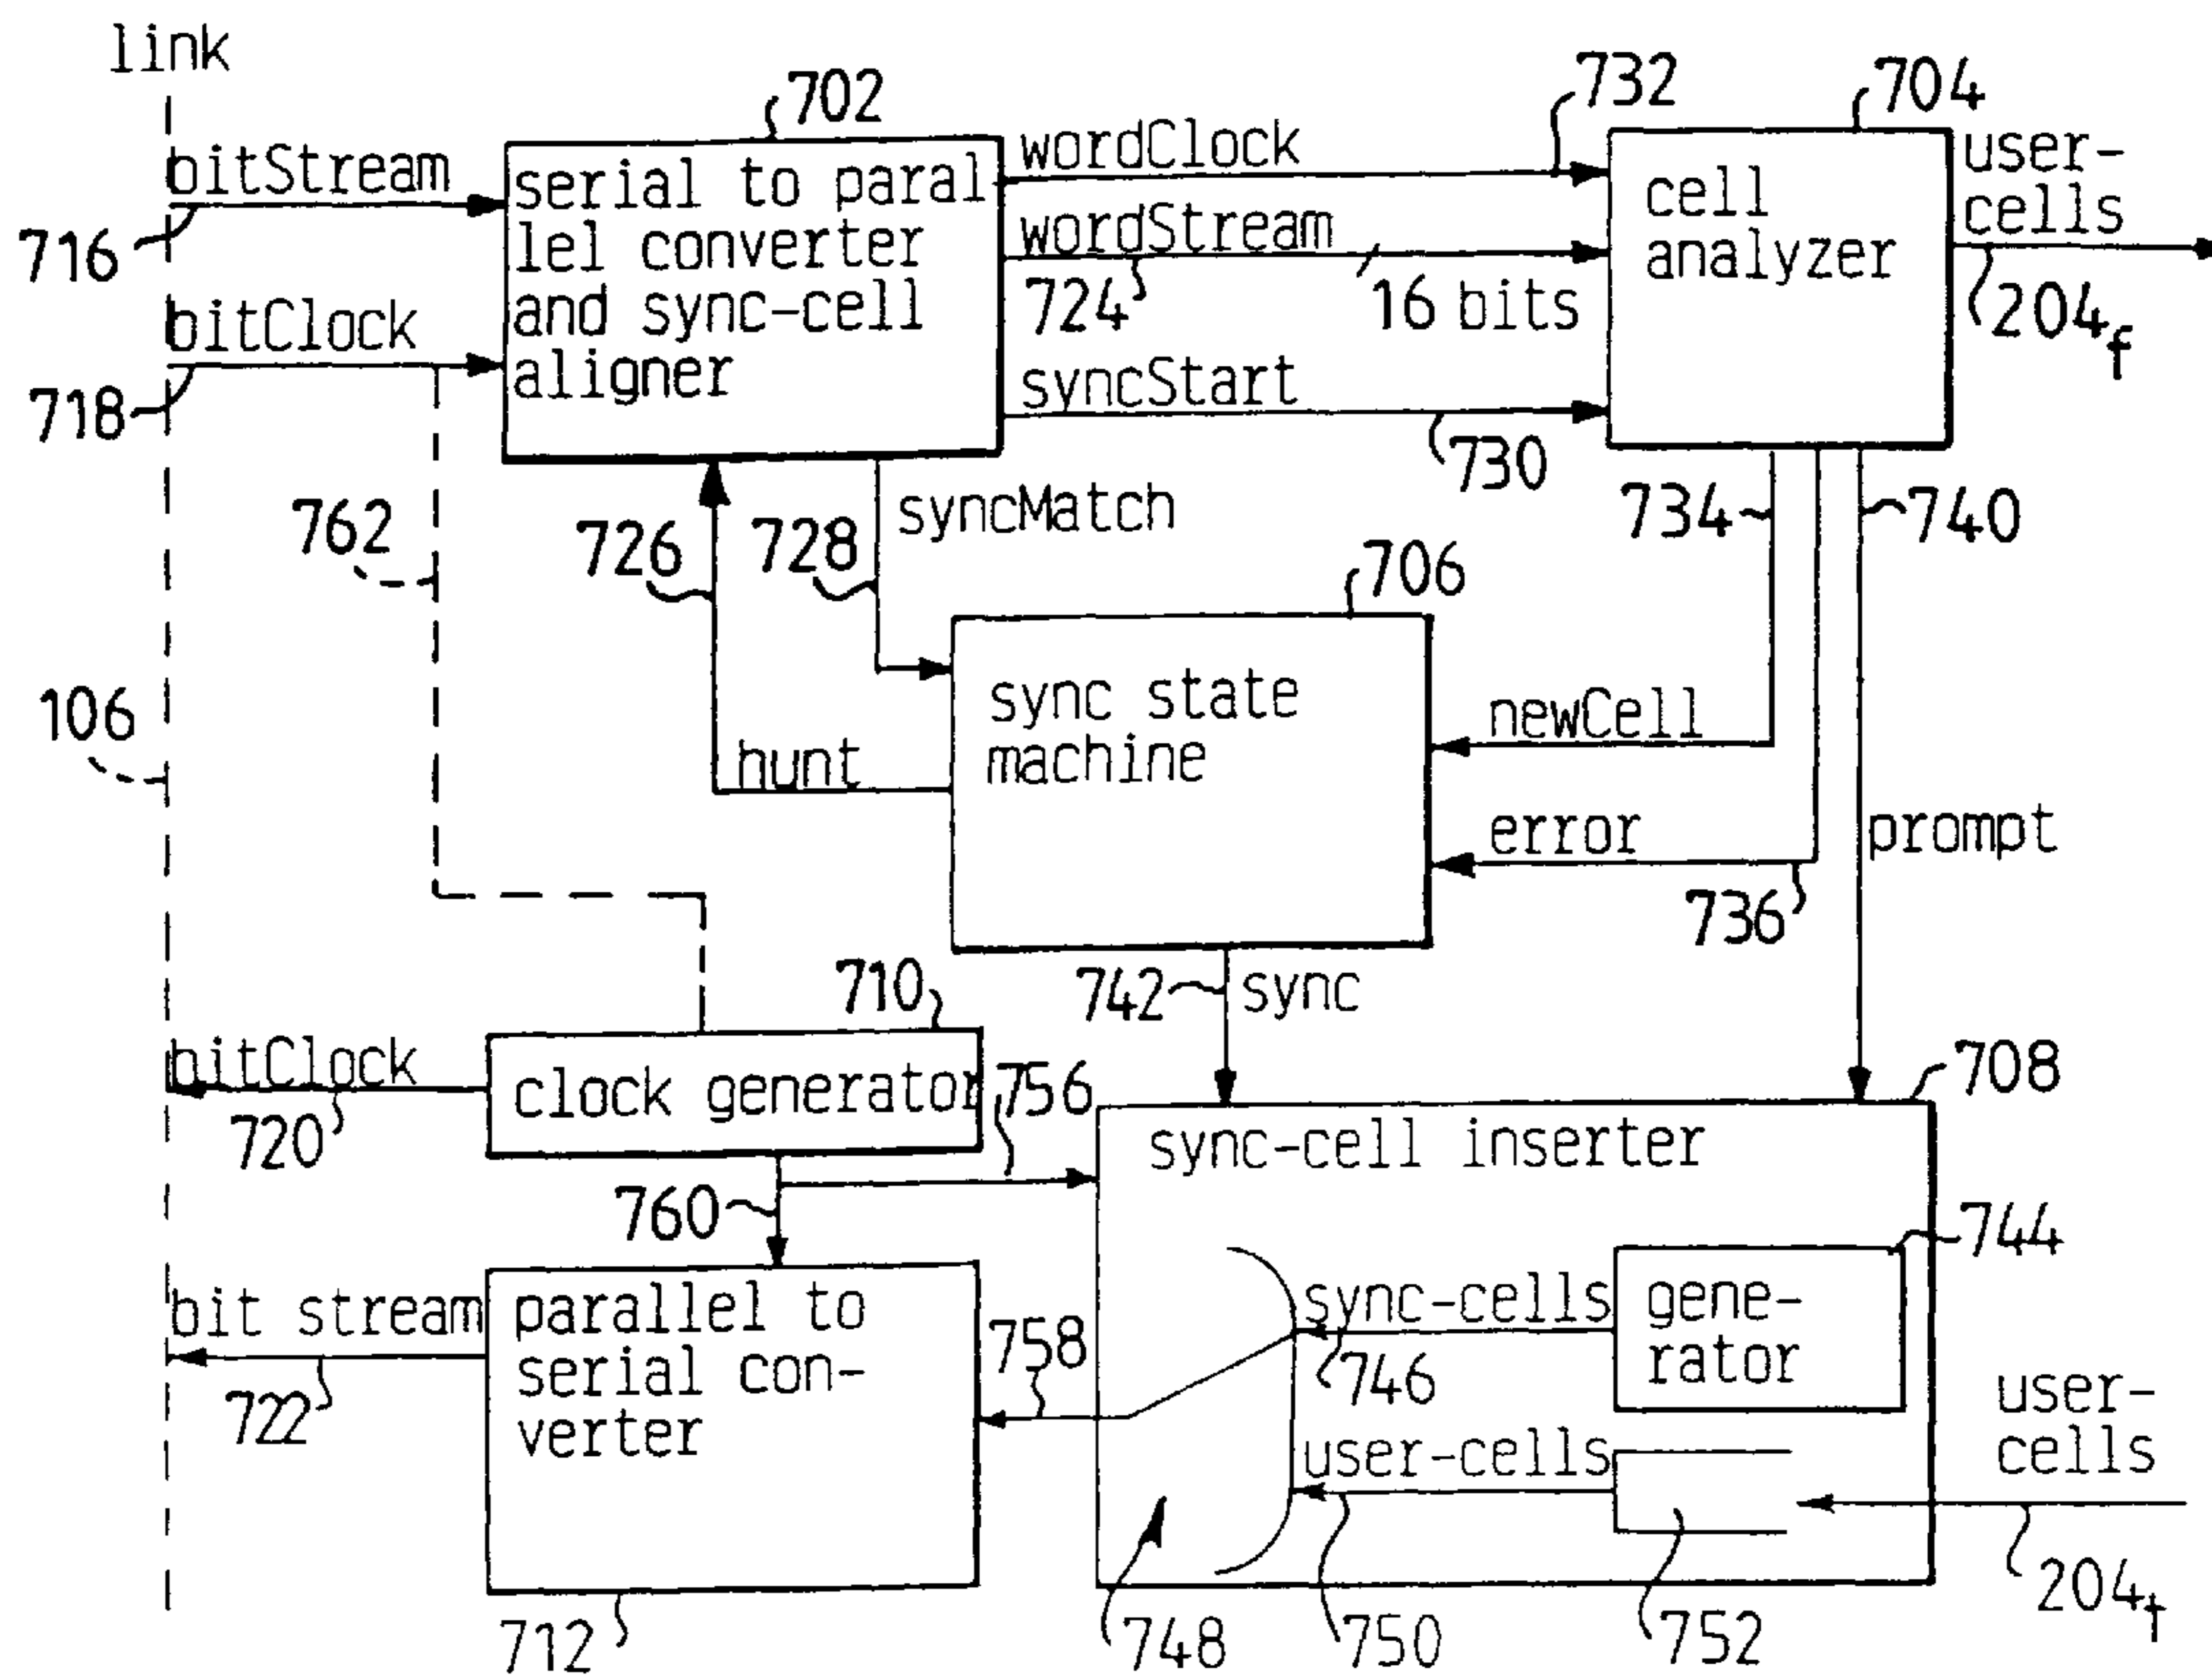 link
702
732
704
bitStream
716
serial to paral
lel converter
and sync-cell
aligner
wordClock
wordStream
724
16 bits
cell
analyzer
user-
cells
204f
bitClock
718
syncStart
730
762
726
728
syncMatch
734
740
706
106
sync state
machine
newCell
hunt
error
prompt
736
742
sync
710
bitClock
720
clock generator
756
708
760
sync-cell inserter
744
bit stream
722
parallel to
serial con-
verter
758
sync-cells
746
gene-
rator
user-cells
user-
cells
712
748
750
752
204t